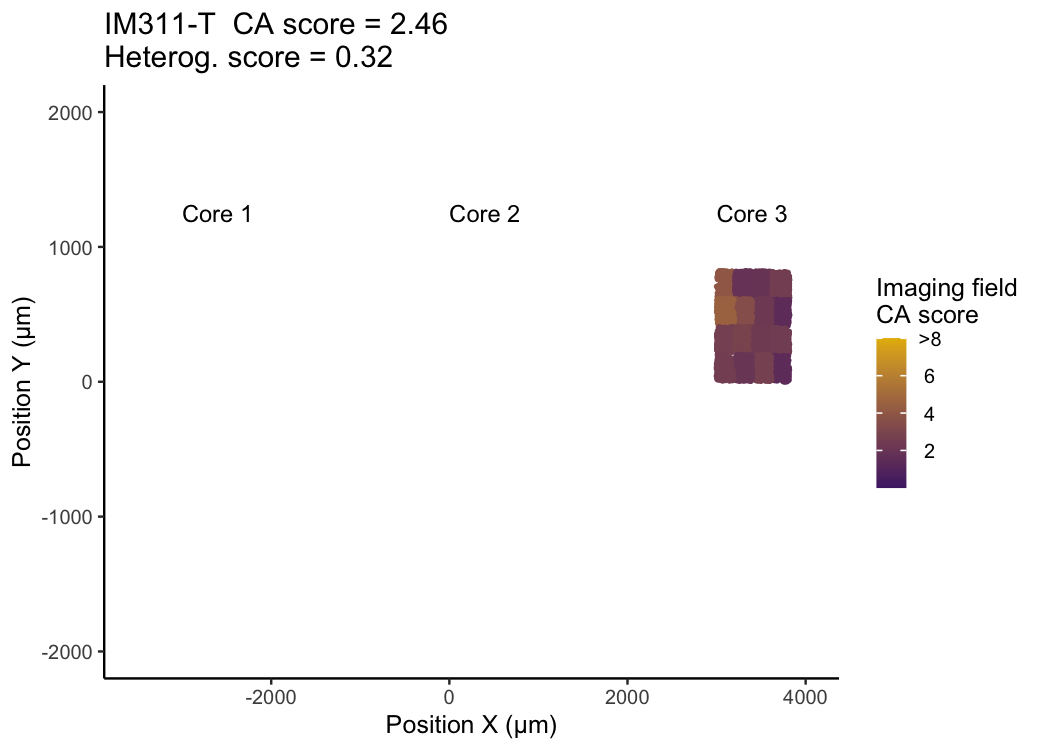 IM311-T  CA score = 2.46
Heterog. score = 0.32
2000
1000
0
-1000
-2000
Position Y (µm)
Core 1
Core 2
Core 3
-2000
0
2000
4000
Position X (µm)
Imaging field
CA score
>8
6
4
2